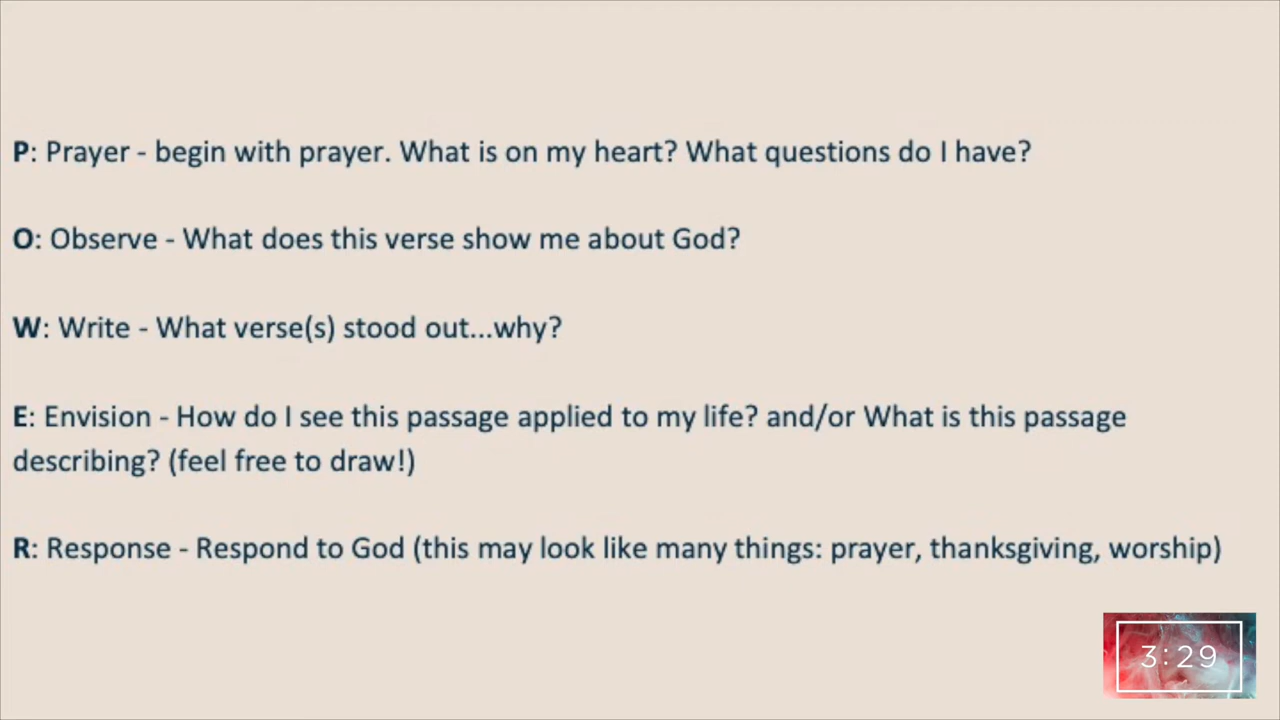 P: Prayer - begin with prayer. What is on my heart? What questions do I have?
O: Observe - What does this verse show me about God?
W: Write - What verse(s) stood out...why?
E: Envision - How do I see this passage applied to my life? and/or What is this passage
describing? (feel free to draw!)
R: Response - Respond to God (this may look like many things: prayer, thanksgiving, worship)
3:29